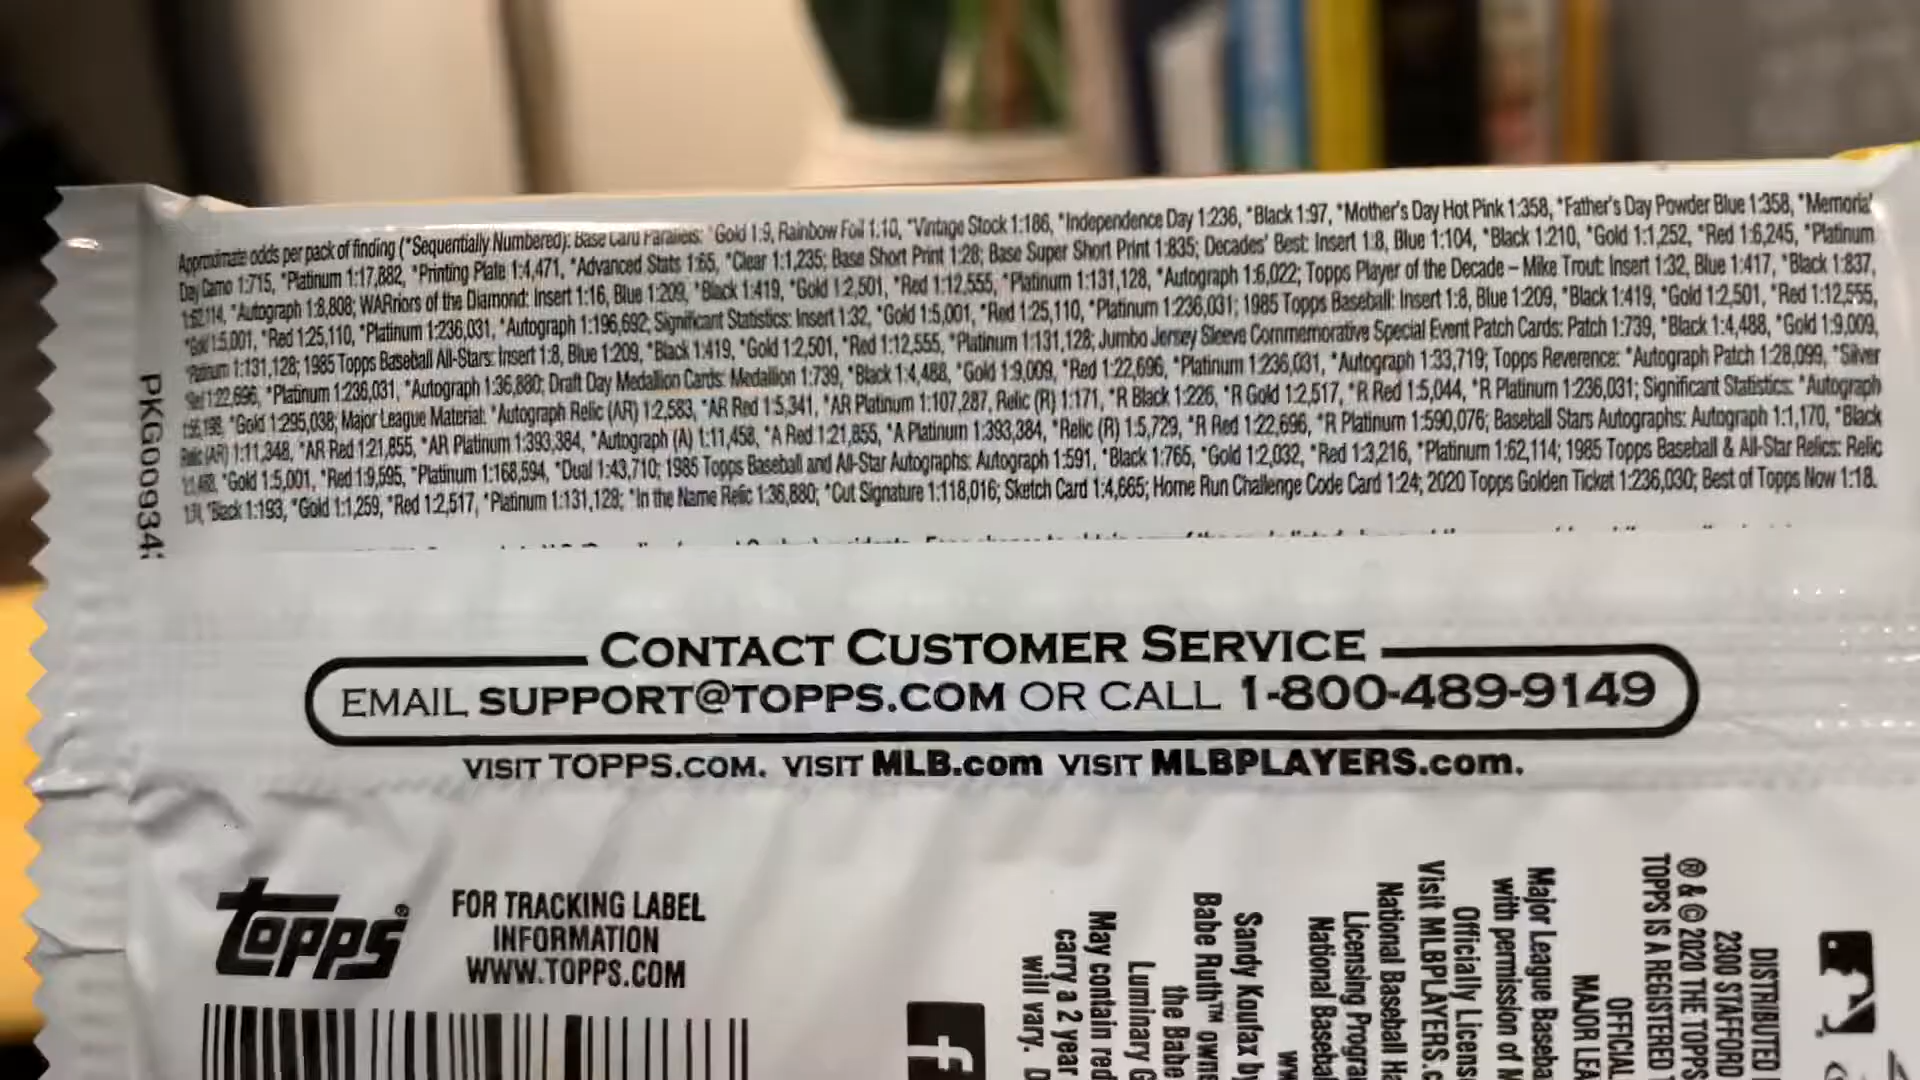 Approximate odds per pack of finding (*Sequentially Numbered): Base Card Parallels: *Gold 1:9, Rainbow Foil 1:10, *Vintage Stock 1:186, *Independence Day 1:236, *Black 1:97, *Mother's Day Hot Pink 1:358, *Father's Day Powder Blue 1:358, *Memorial
Day Camo 1:715, *Platinum 1:17,882, *Printing Plate 1:4,471, *Advanced Stats 1:65, *Clear 1:1,235; Base Short Print 1:28; Base Super Short Print 1:835; Decades' Best: Insert 1:8, Blue 1:104, *Black 1:210, *Gold 1:1,252, *Red 1:6,245, *Platinum
1:62,114, *Autograph 1:8,808; WARriors of the Diamond: Insert 1:16, Blue 1:209, *Black 1:419, *Gold 1:2,501, *Red 1:12,555, *Platinum 1:131,128, *Autograph 1:6,022; Topps Player of the Decade – Mike Trout: Insert 1:32, Blue 1:417, *Black 1:837,
*Gold 1:5,001, *Red 1:25,110, *Platinum 1:236,031, *Autograph 1:196,692; Significant Statistics: Insert 1:32, *Gold 1:5,001, *Red 1:25,110, *Platinum 1:236,031; 1985 Topps Baseball: Insert 1:8, Blue 1:209, *Black 1:419, *Gold 1:2,501, *Red 1:12,555,
*Platinum 1:131,128; 1985 Topps Baseball All-Stars: Insert 1:8, Blue 1:209, *Black 1:419, *Gold 1:2,501, *Red 1:12,555, *Platinum 1:131,128; Jumbo Jersey Sleeve Commemorative Special Event Patch Cards: Patch 1:739, *Black 1:4,488, *Gold 1:9,009,
*Red 1:22,696, *Platinum 1:236,031, *Autograph 1:36,880; Draft Day Medallion Cards: Medallion 1:739, *Black 1:4,488, *Gold 1:9,009, *Red 1:22,696, *Platinum 1:236,031, *Autograph 1:33,719; Topps Reverence: *Autograph Patch 1:28,099, *Silver
*Gold 1:295,038; Major League Material: *Autograph Relic (AR) 1:2,583, *AR Red 1:5,341, *AR Platinum 1:107,287, Relic (R) 1:171, *R Black 1:226, *R Gold 1:2,517, *R Red 1:5,044, *R Platinum 1:236,031; Significant Statistics: *Autograph
Relic (AR) 1:11,348, *AR Red 1:21,855, *AR Platinum 1:393,384, *Autograph (A) 1:11,458, *A Red 1:21,855, *A Platinum 1:393,384, *Relic (R) 1:5,729, *R Red 1:22,696, *R Platinum 1:590,076; Baseball Stars Autographs: Autograph 1:1,170, *Black
*Gold 1:5,001, *Red 1:9,595, *Platinum 1:168,594, *Dual 1:43,710; 1985 Topps Baseball and All-Star Autographs: Autograph 1:591, *Black 1:765, *Gold 1:2,032, *Red 1:3,216, *Platinum 1:62,114; 1985 Topps Baseball & All-Star Relics: Relic
*Black 1:193, *Gold 1:1,259, *Red 1:2,517, *Platinum 1:131,128; *In the Name Relic 1:36,880; *Cut Signature 1:118,016; Sketch Card 1:4,665; Home Run Challenge Code Card 1:24; 2020 Topps Golden Ticket 1:236,030; Best of Topps Now 1:18.
PKG00934
CONTACT CUSTOMER SERVICE
EMAIL SUPPORT@TOPPS.COM OR CALL 1-800-489-9149
VISIT TOPPS.COM. VISIT MLB.com VISIT MLBPLAYERS.com.
topps®
FOR TRACKING LABEL
INFORMATION
WWW.TOPPS.COM
f
DISTRIBUTED
2300 STAFFORD
® & © 2020 THE TOPPS
TOPPS IS A REGISTERED
OFFICIAL
MAJOR LEA
Major League Baseba
with permission of M
Officially Licens
Visit MLBPLAYERS.c
National Baseball Ha
Licensing Progra
National Basebal
ww
Sandy Koufax by
Babe Ruth™ owne
the Babe
Luminary G
May contain red
carry a 2 year
will vary. D